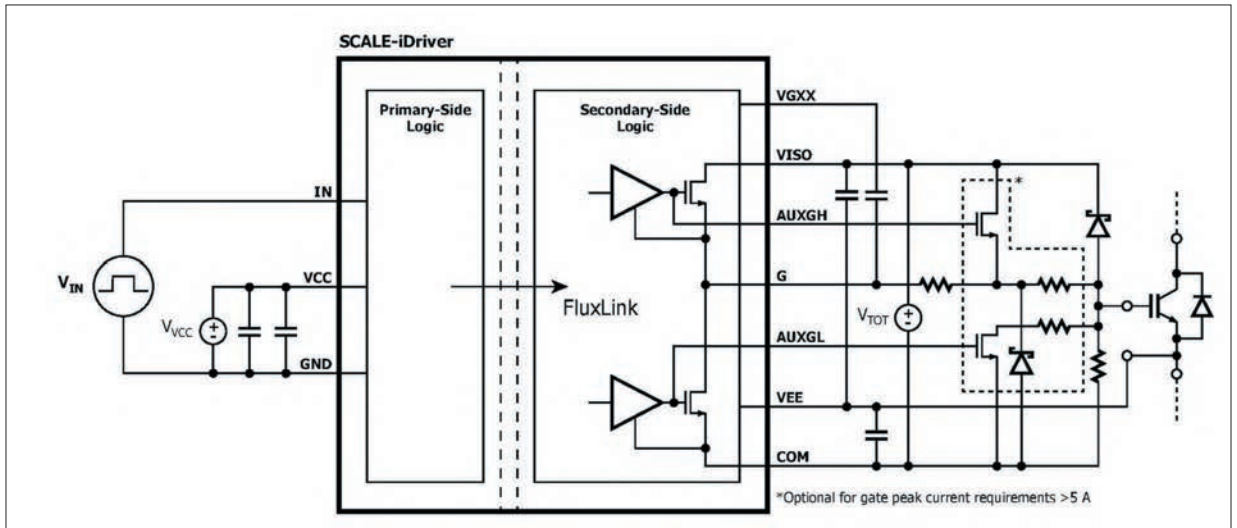 SCALE-iDriver
Primary-Side
Logic
Secondary-Side
Logic
VGXX
VISO
IN
AUXGH
VIN
VCC
G
VVCC
FluxLink
VTOT
GND
AUXGL
VEE
COM
*
*Optional for gate peak current requirements >5 A